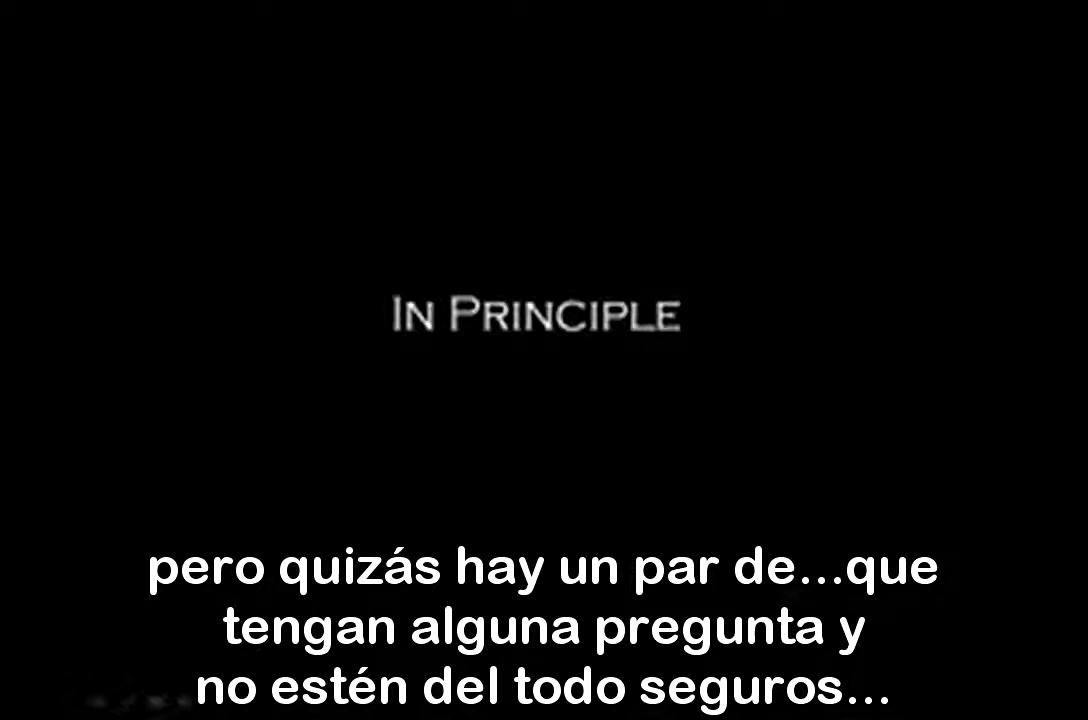 In Principle
pero quizás hay un par de...que
tengan alguna pregunta y
no estén del todo seguros...